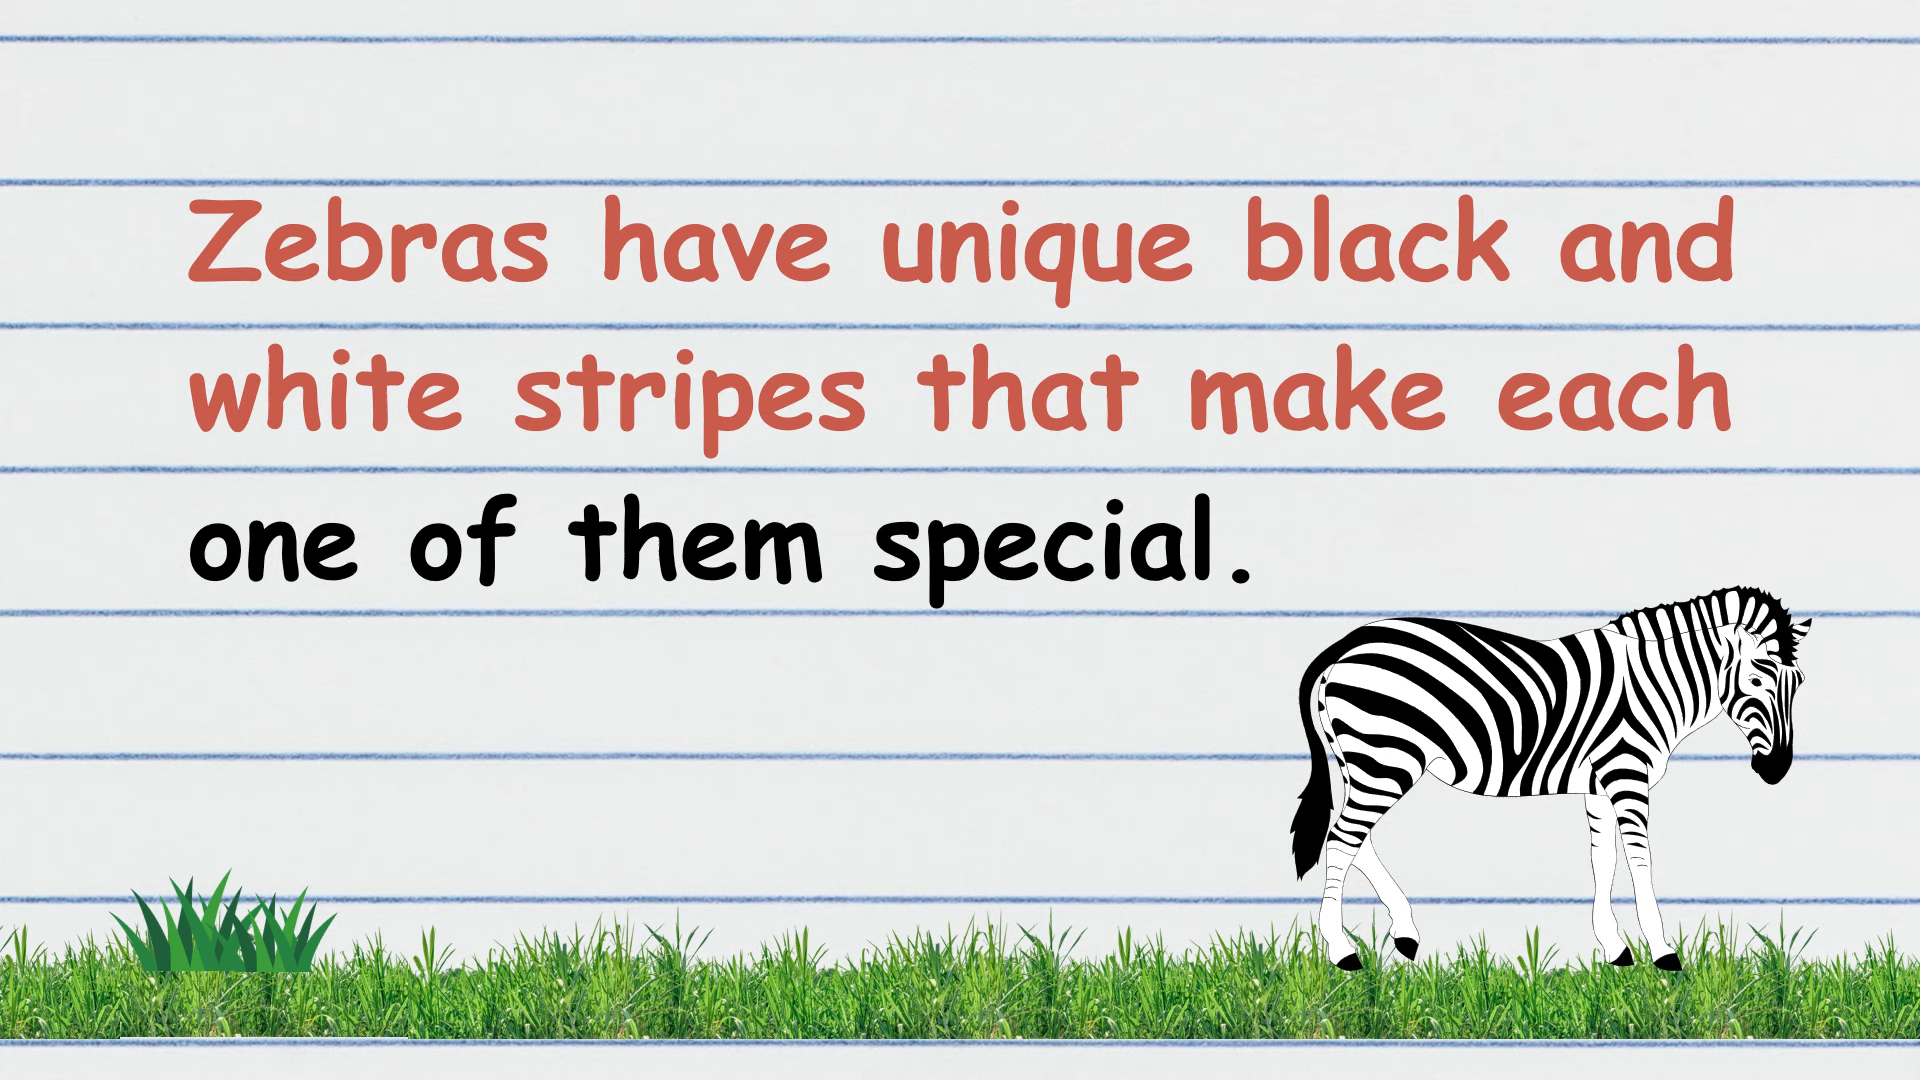 Zebras have unique black and
white stripes that make each
one of them special.